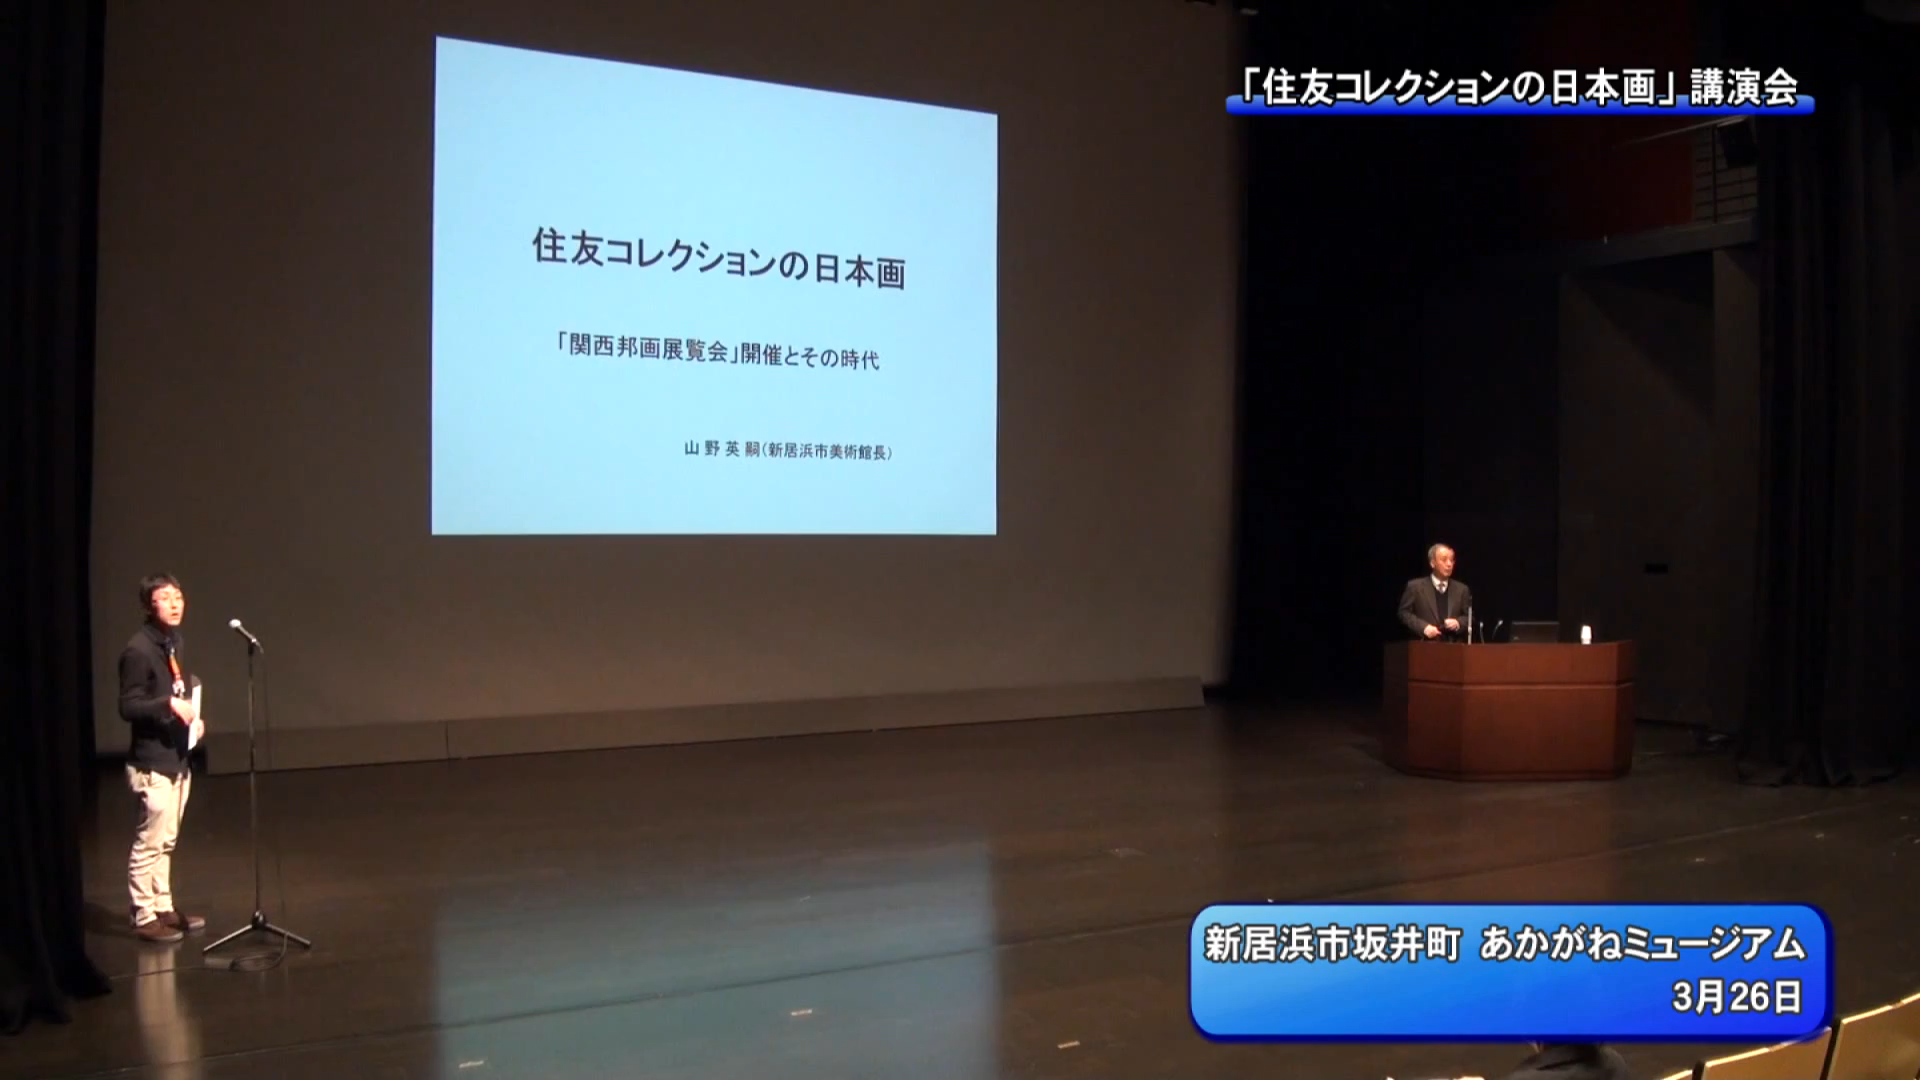 「住友コレクションの日本画」 講演会
住友コレクションの日本画
「関西邦画展覧会」開催とその時代
山 野 英 嗣（新居浜市美術館長）
新居浜市坂井町 あかがねミュージアム
3月26日